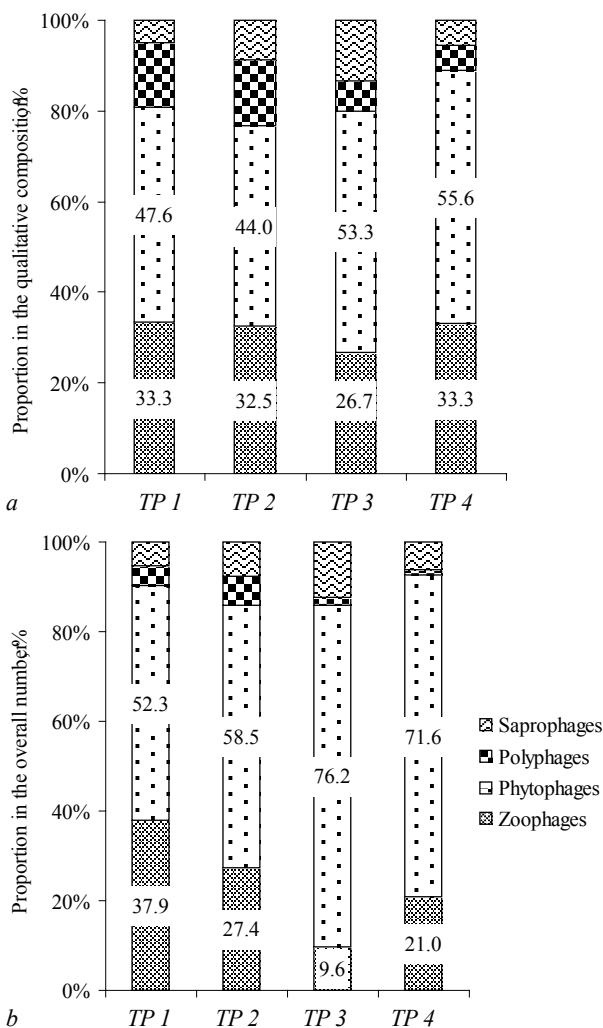 100%
80%
60%
40%
20%
0%
Proportion in the qualitative composition,%
47.6
44.0
53.3
55.6
33.3
32.5
26.7
33.3
a
TP 1 TP 2 TP 3 TP 4
100%
80%
60%
40%
20%
0%
Proportion in the overall number,%
52.3
58.5
76.2
71.6
37.9
27.4
9.6
21.0
Saprophages
Polyphages
Phytophages
Zoophages
b
TP 1 TP 2 TP 3 TP 4